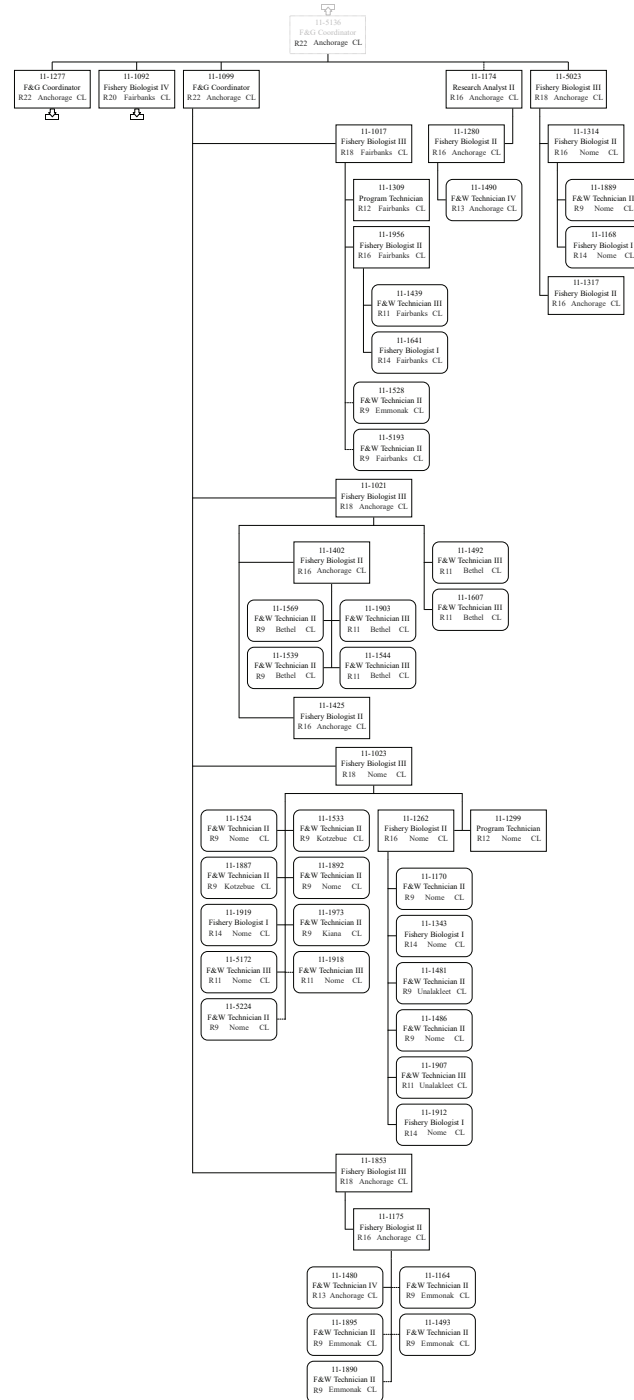 11-5136
F&G Coordinator
R22 Anchorage CL
11-1277
F&G Coordinator
R22 Anchorage CL
11-1092
Fishery Biologist IV
R20 Fairbanks CL
11-1099
F&G Coordinator
R22 Anchorage CL
11-1174
Research Analyst II
R16 Anchorage CL
11-5023
Fishery Biologist III
R18 Anchorage CL
11-1017
Fishery Biologist III
R18 Fairbanks CL
11-1280
Fishery Biologist II
R16 Anchorage CL
11-1314
Fishery Biologist II
R16 Nome CL
11-1309
Program Technician
R12 Fairbanks CL
11-1490
F&W Technician IV
R13 Anchorage CL
11-1889
F&W Technician II
R9 Nome CL
11-1956
Fishery Biologist II
R16 Fairbanks CL
11-1168
Fishery Biologist I
R14 Nome CL
11-1439
F&W Technician III
R11 Fairbanks CL
11-1317
Fishery Biologist II
R16 Anchorage CL
11-1641
Fishery Biologist I
R14 Fairbanks CL
11-1528
F&W Technician II
R9 Emmonak CL
11-5193
F&W Technician II
R9 Fairbanks CL
11-1021
Fishery Biologist III
R18 Anchorage CL
11-1402
Fishery Biologist II
R16 Anchorage CL
11-1492
F&W Technician III
R11 Bethel CL
11-1569
F&W Technician II
R9 Bethel CL
11-1903
F&W Technician III
R11 Bethel CL
11-1607
F&W Technician III
R11 Bethel CL
11-1539
F&W Technician II
R9 Bethel CL
11-1544
F&W Technician III
R11 Bethel CL
11-1425
Fishery Biologist II
R16 Anchorage CL
11-1023
Fishery Biologist III
R18 Nome CL
11-1524
F&W Technician II
R9 Nome CL
11-1533
F&W Technician II
R9 Kotzebue CL
11-1262
Fishery Biologist II
R16 Nome CL
11-1299
Program Technician
R12 Nome CL
11-1887
F&W Technician II
R9 Kotzebue CL
11-1892
F&W Technician II
R9 Nome CL
11-1170
F&W Technician II
R9 Nome CL
11-1919
Fishery Biologist I
R14 Nome CL
11-1973
F&W Technician II
R9 Kiana CL
11-1343
Fishery Biologist I
R14 Nome CL
11-5172
F&W Technician III
R11 Nome CL
11-1918
F&W Technician III
R11 Nome CL
11-1481
F&W Technician II
R9 Unalakleet CL
11-5224
F&W Technician II
R9 Nome CL
11-1486
F&W Technician II
R9 Nome CL
11-1907
F&W Technician III
R11 Unalakleet CL
11-1912
Fishery Biologist I
R14 Nome CL
11-1853
Fishery Biologist III
R18 Anchorage CL
11-1175
Fishery Biologist II
R16 Anchorage CL
11-1480
F&W Technician IV
R13 Anchorage CL
11-1164
F&W Technician II
R9 Emmonak CL
11-1895
F&W Technician II
R9 Emmonak CL
11-1493
F&W Technician II
R9 Emmonak CL
11-1890
F&W Technician II
R9 Emmonak CL